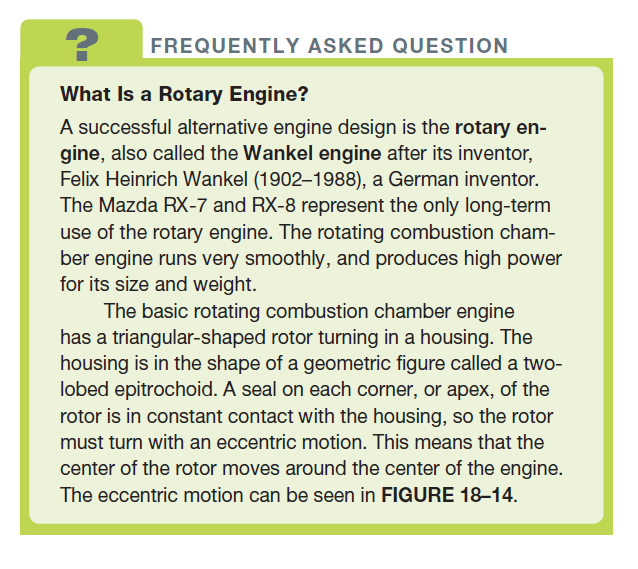 ?
FREQUENTLY ASKED QUESTION
What Is a Rotary Engine?
A successful alternative engine design is the rotary en-
gine, also called the Wankel engine after its inventor,
Felix Heinrich Wankel (1902–1988), a German inventor.
The Mazda RX-7 and RX-8 represent the only long-term
use of the rotary engine. The rotating combustion cham-
ber engine runs very smoothly, and produces high power
for its size and weight.
The basic rotating combustion chamber engine
has a triangular-shaped rotor turning in a housing. The
housing is in the shape of a geometric figure called a two-
lobed epitrochoid. A seal on each corner, or apex, of the
rotor is in constant contact with the housing, so the rotor
must turn with an eccentric motion. This means that the
center of the rotor moves around the center of the engine.
The eccentric motion can be seen in FIGURE 18–14.